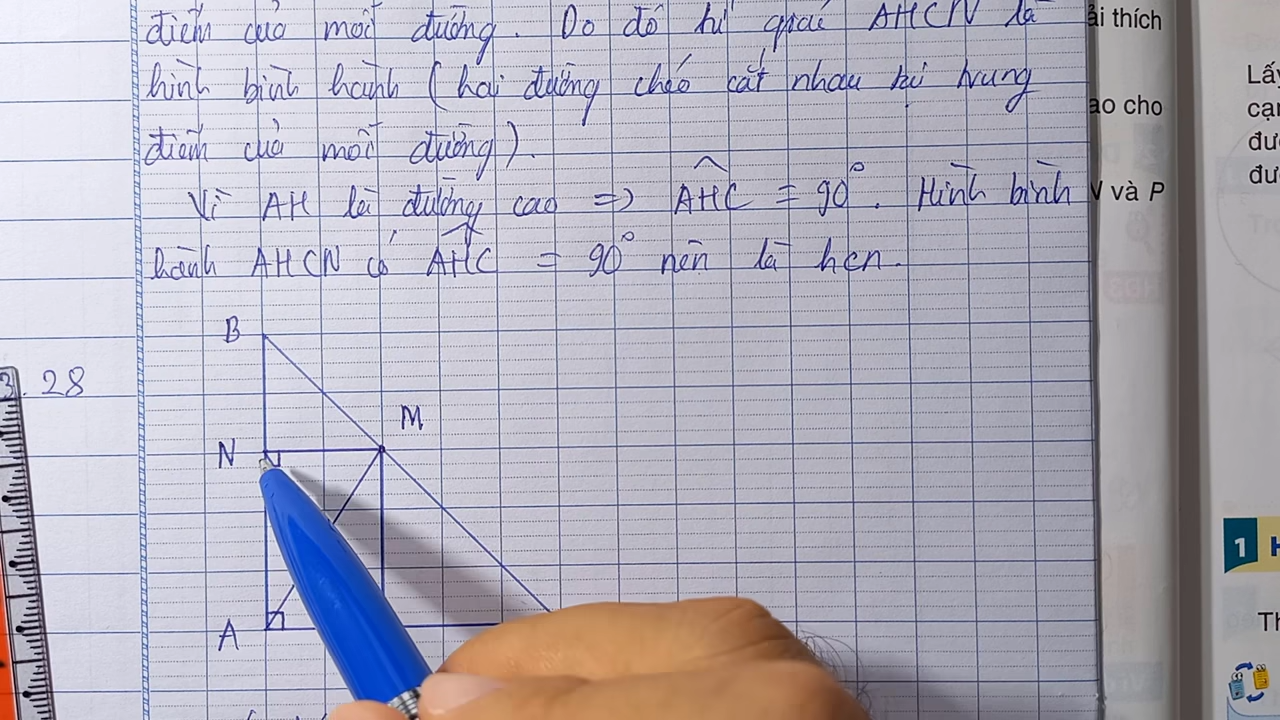 điểm của mỗi đường. Do đó tứ giác AHCN là
hình bình hành (hai đường chéo cắt nhau tại trung
điểm của mỗi đường).
Vì AH là đường cao => AHC = 90°. Hình bình
hành AHCN có AHC = 90° nên là hcn.
B
M
3.28
N
A
ải thích
ao cho
và P
Lấy
đư
đượ
1 H
Th